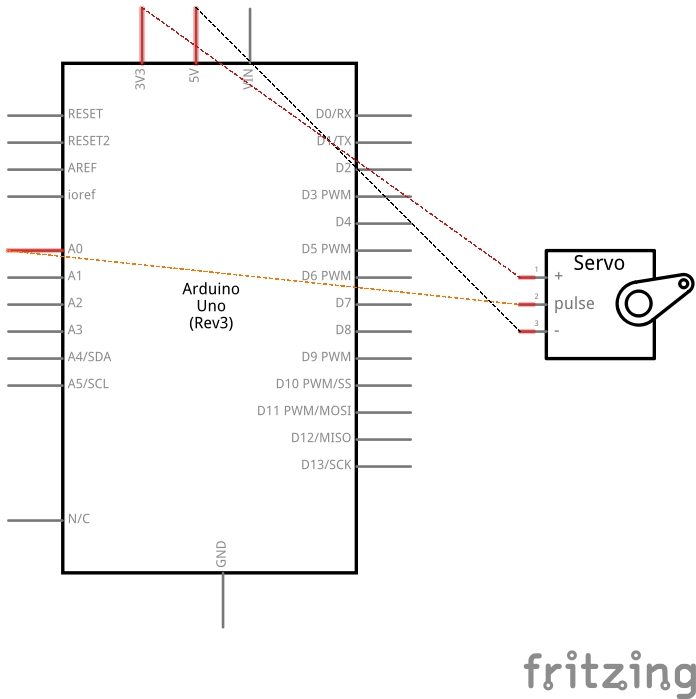 3V3
5V
VIN
RESET
RESET2
AREF
ioref
A0
A1
A2
A3
A4/SDA
A5/SCL
N/C
Arduino
Uno
(Rev3)
GND
D0/RX
D1/TX
D2
D3 PWM
D4
D5 PWM
D6 PWM
D7
D8
D9 PWM
D10 PWM/SS
D11 PWM/MOSI
D12/MISO
D13/SCK
Servo
1 +
2 pulse
3 -
fritzing